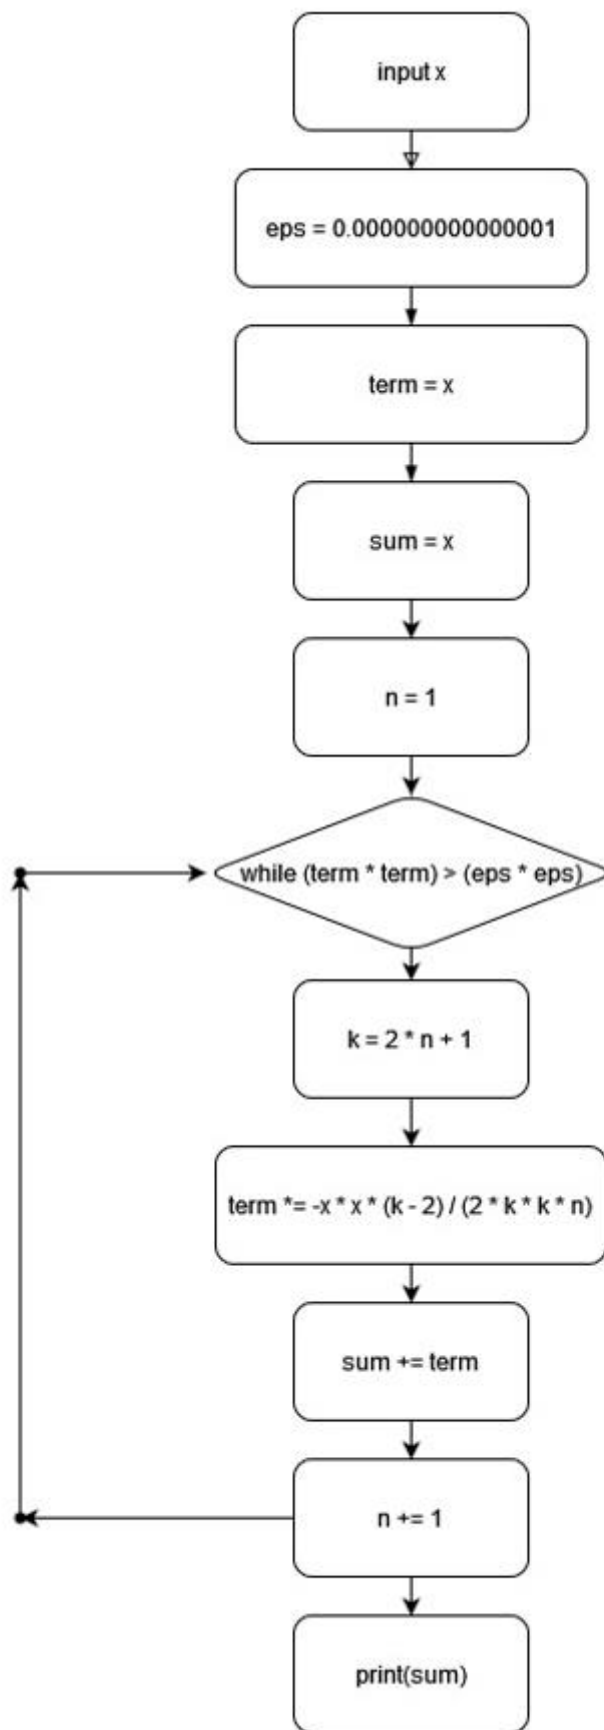 input x
eps = 0.000000000000001
term = x
sum = x
n = 1
while (term * term) > (eps * eps)
k = 2 * n + 1
term *= -x * x * (k - 2) / (2 * k * k * n)
sum += term
n += 1
print(sum)